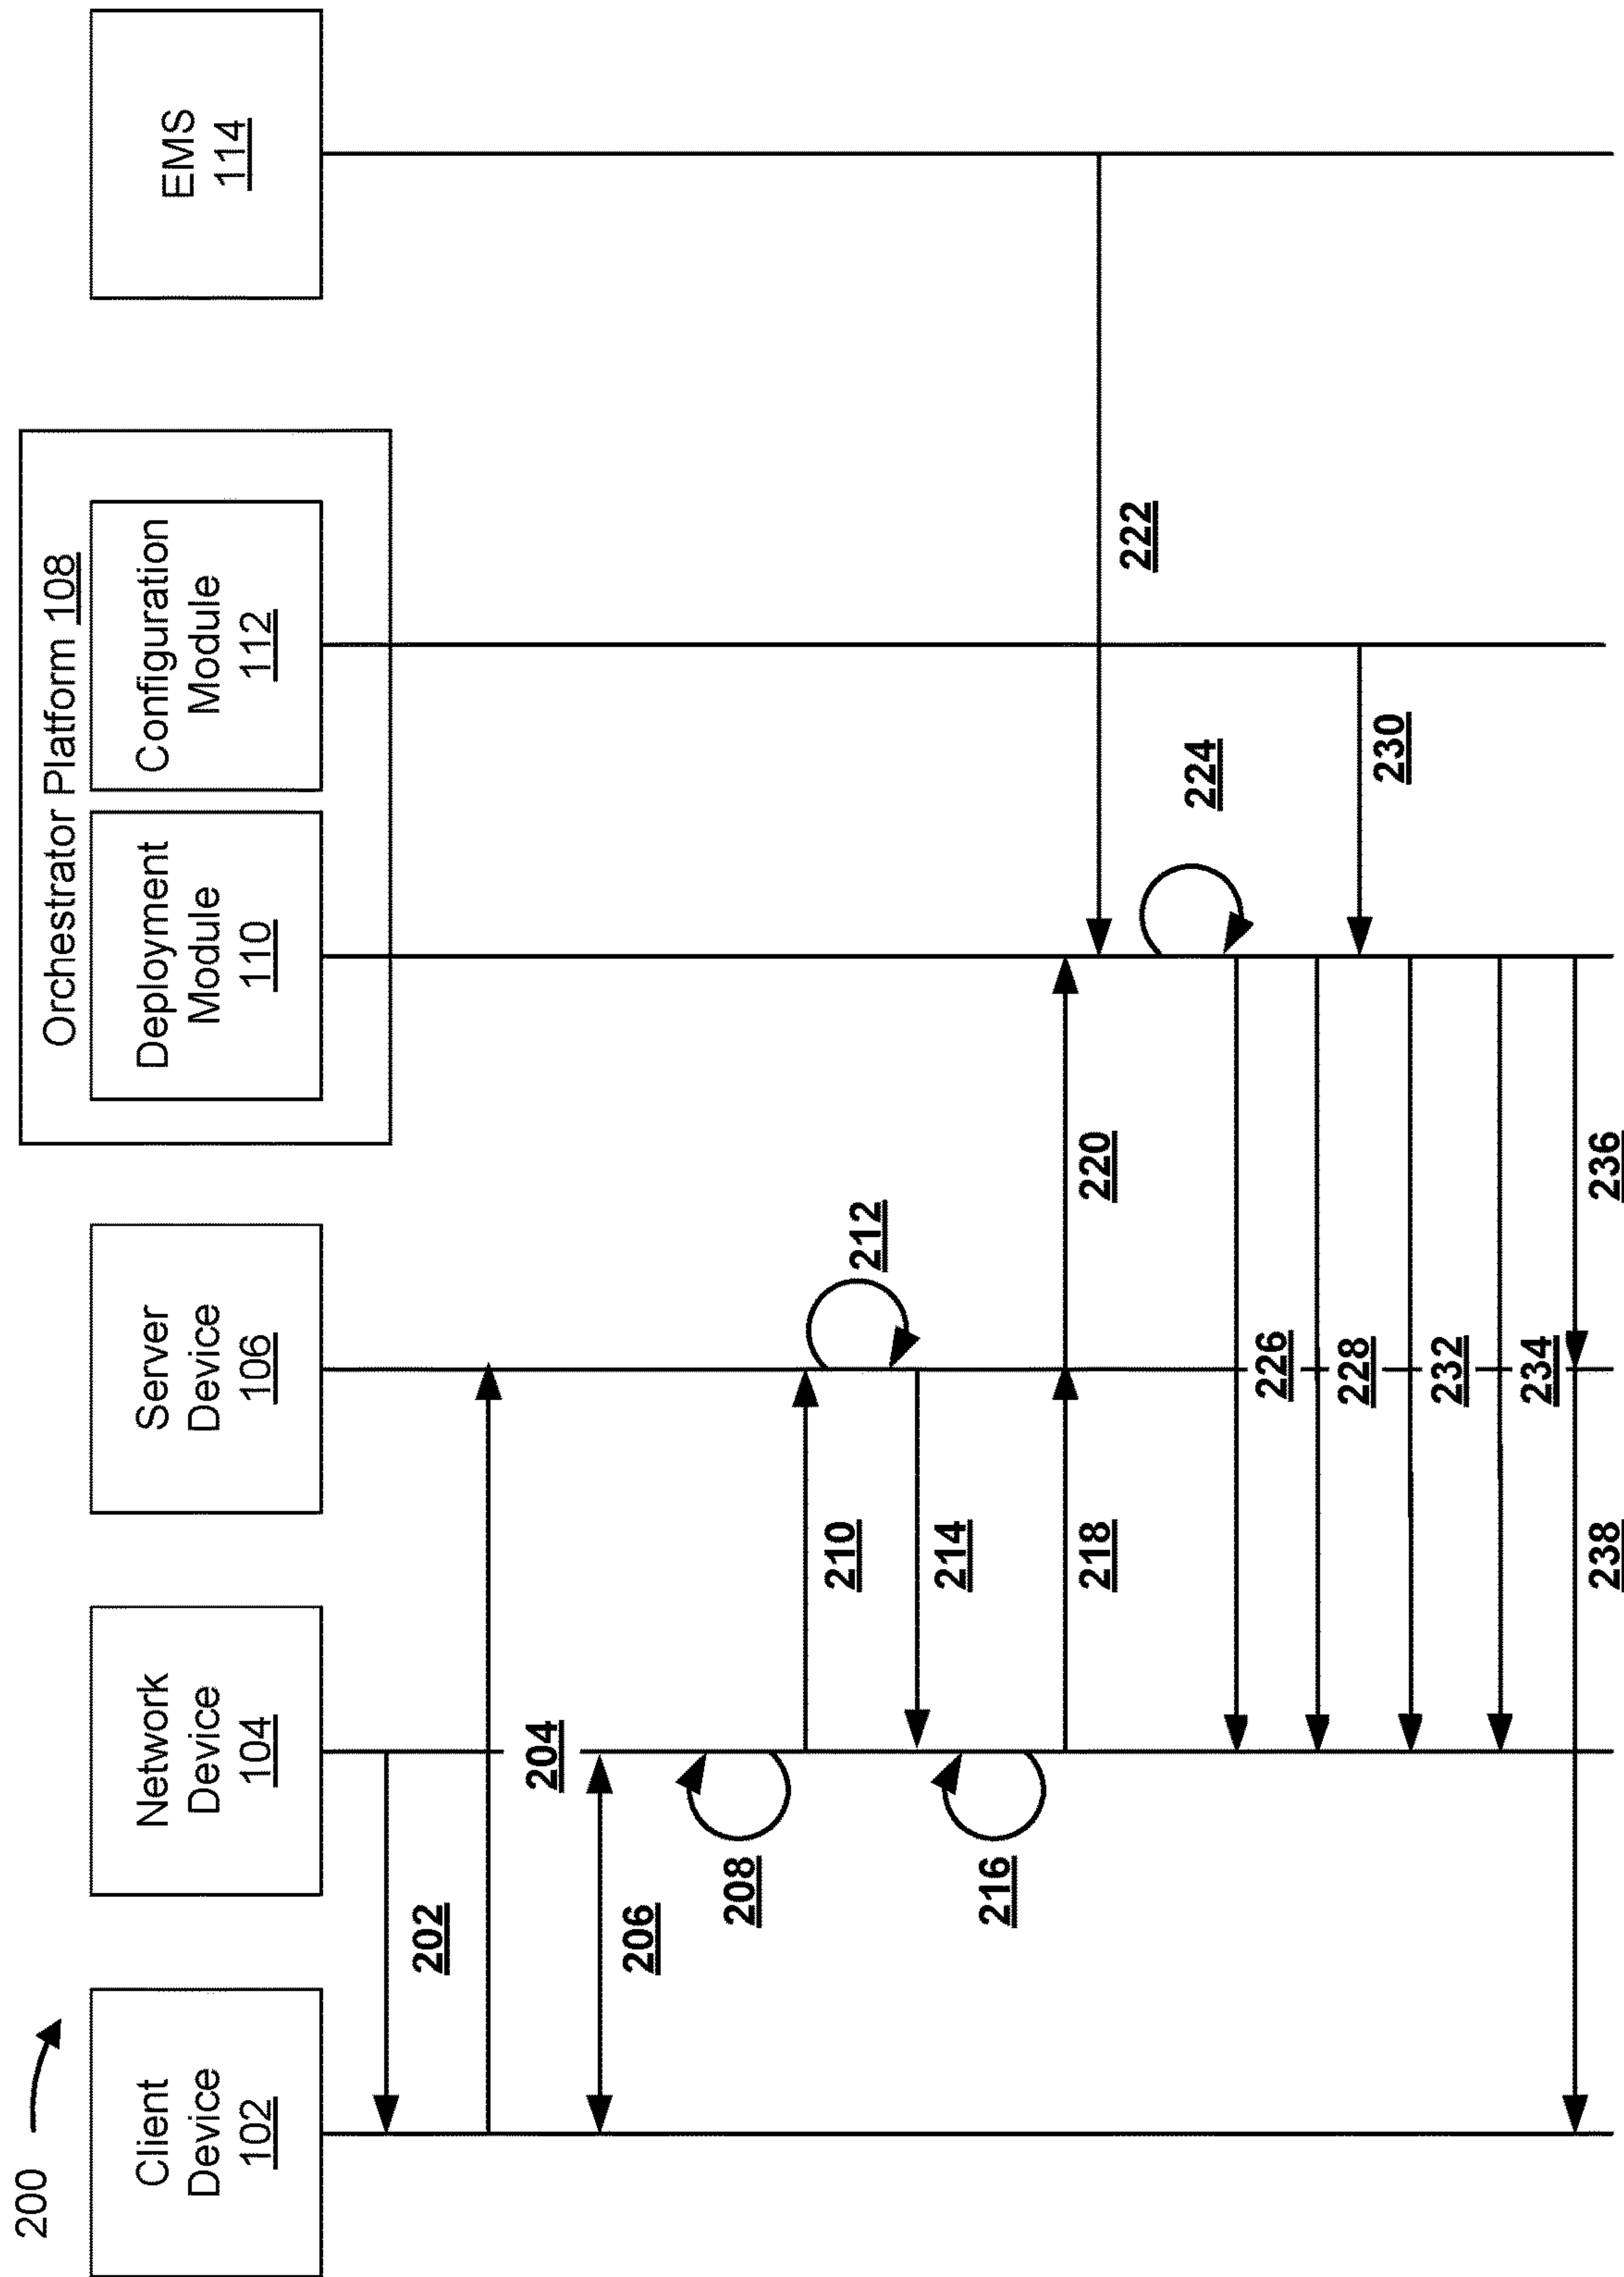 200
Client
Device
102
Network
Device
104
Server
Device
106
Orchestrator Platform 108
Deployment
Module
110
Configuration
Module
112
EMS
114
202
204
206
208
210
212
214
216
218
220
222
224
226
228
230
232
234
236
238